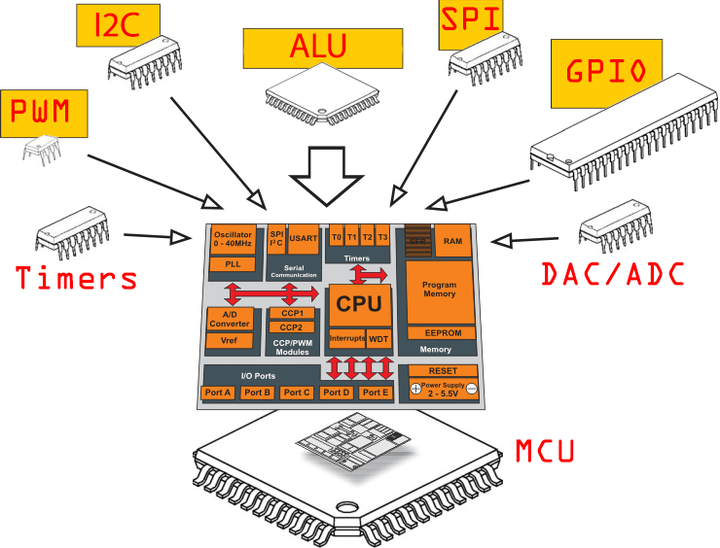 I2C
ALU
SPI
GPIO
PWM
Timers
DAC/ADC
Oscillator
0 - 40MHz
PLL
SPI
I²C
USART
Serial
Communication
T0 T1 T2 T3
Timers
SFR
RAM
Program
Memory
EEPROM
Memory
A/D
Converter
Vref
CCP1
CCP2
CCP/PWM
Modules
CPU
Interrupts
WDT
I/O Ports
Port A
Port B
Port C
Port D
Port E
RESET
Power Supply
2 - 5.5V
MCU